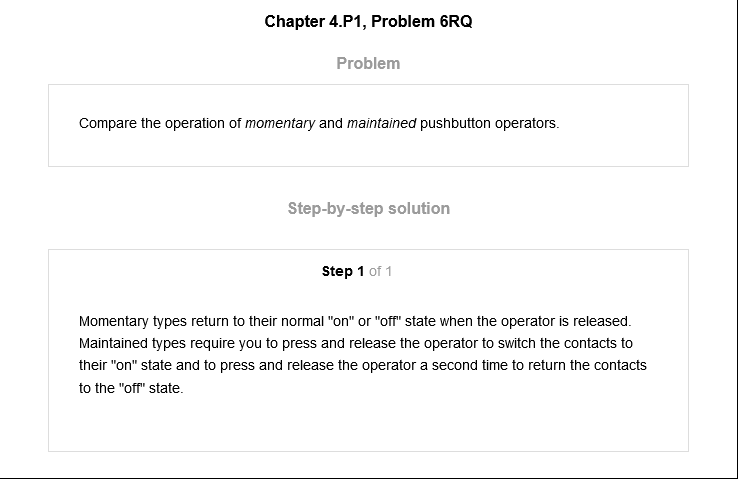 Chapter 4.P1, Problem 6RQ
Problem
Compare the operation of momentary and maintained pushbutton operators.
Step-by-step solution
Step 1 of 1
Momentary types return to their normal "on" or "off" state when the operator is released.
Maintained types require you to press and release the operator to switch the contacts to
their "on" state and to press and release the operator a second time to return the contacts
to the "off" state.